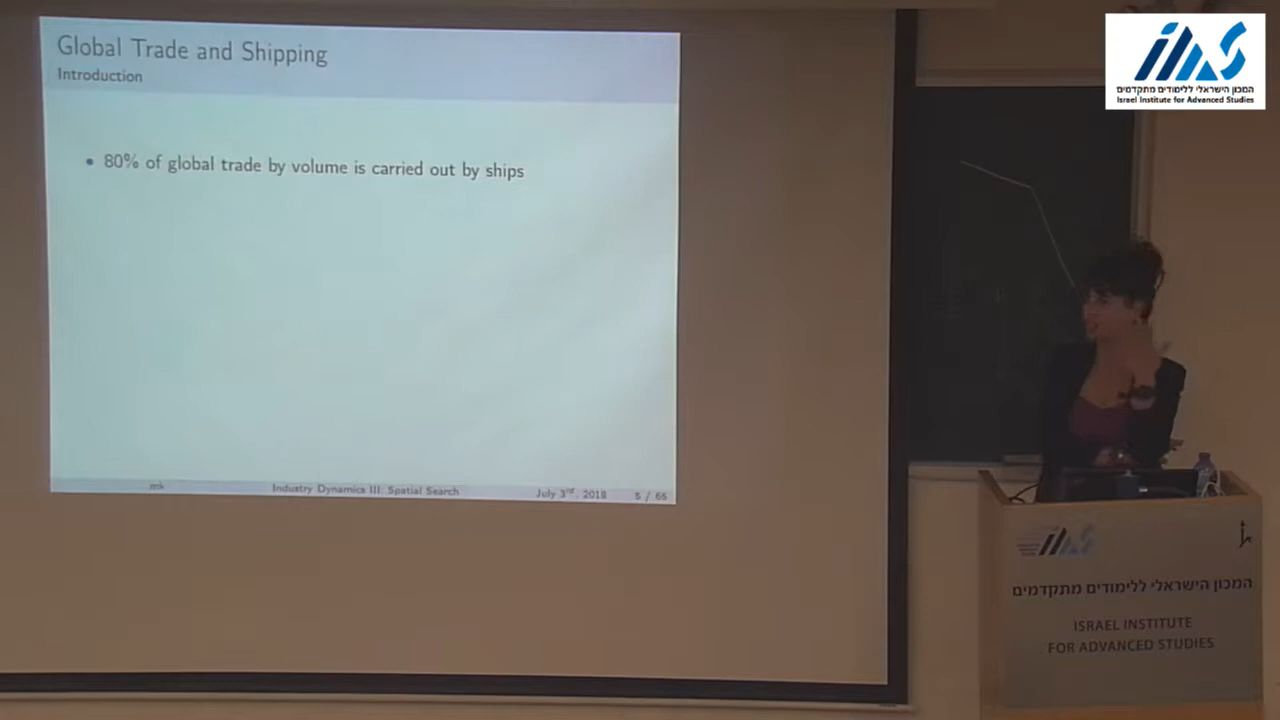 Global Trade and Shipping
Introduction
• 80% of global trade by volume is carried out by ships
mk
Industry Dynamics III: Spatial Search
July 3rd, 2018
5 / 66
המכון הישראלי ללימודים מתקדמים
Israel Institute for Advanced Studies
המכון הישראלי ללימודים מתקדמים
ISRAEL INSTITUTE
FOR ADVANCED STUDIES